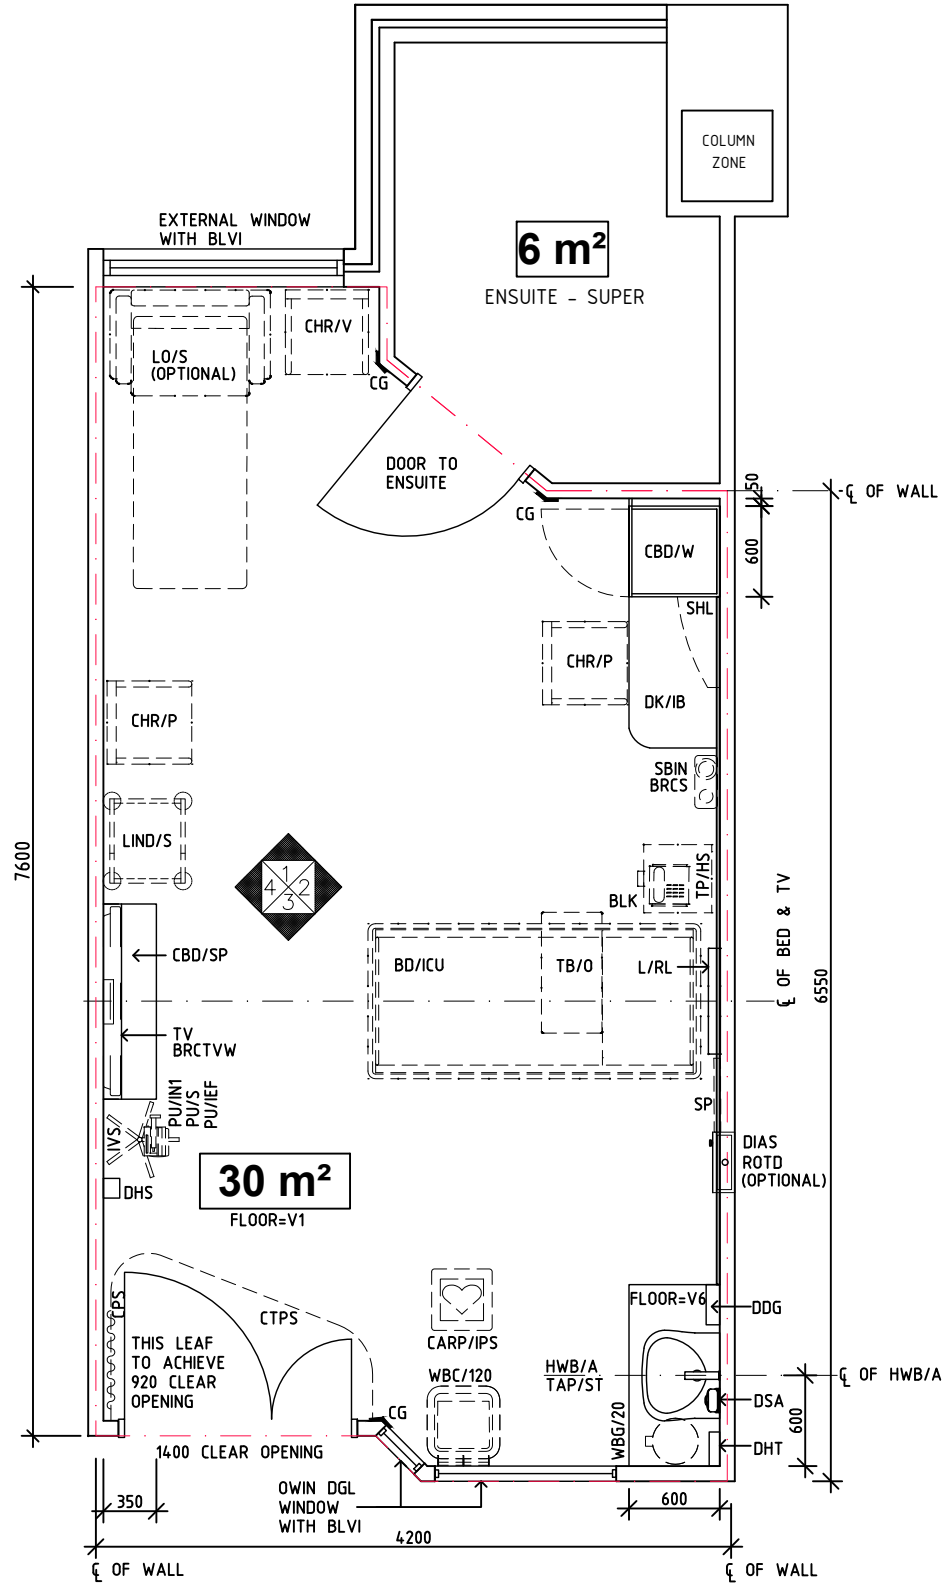 COLUMN
ZONE
EXTERNAL WINDOW
WITH BLVI
6 m²
ENSUITE - SUPER
CHR/V
LO/S
(OPTIONAL)
CG
DOOR TO
ENSUITE
50
℄ OF WALL
CG
CBD/W
600
SHL
CHR/P
DK/IB
CHR/P
SBIN
BRCS
LIND/S
7600
1
4 2
3
TP/HS
BLK
℄ OF BED & TV
CBD/SP
BD/ICU
TB/O
L/RL
6550
TV
BRCTVW
PU/IN1
PU/S
PU/IEF
SP
IVS
DIAS
ROTD
(OPTIONAL)
30 m²
DHS
FLOOR=V1
CPS
CTPS
FLOOR=V6
DDG
THIS LEAF
TO ACHIEVE
920 CLEAR
OPENING
CARP/IPS
WBC/120
HWB/A
TAP/ST
℄ OF HWB/A
DSA
600
CG
WBG/20
DHT
1400 CLEAR OPENING
OWIN DGL
WINDOW
WITH BLVI
350
600
4200
℄ OF WALL
℄ OF WALL